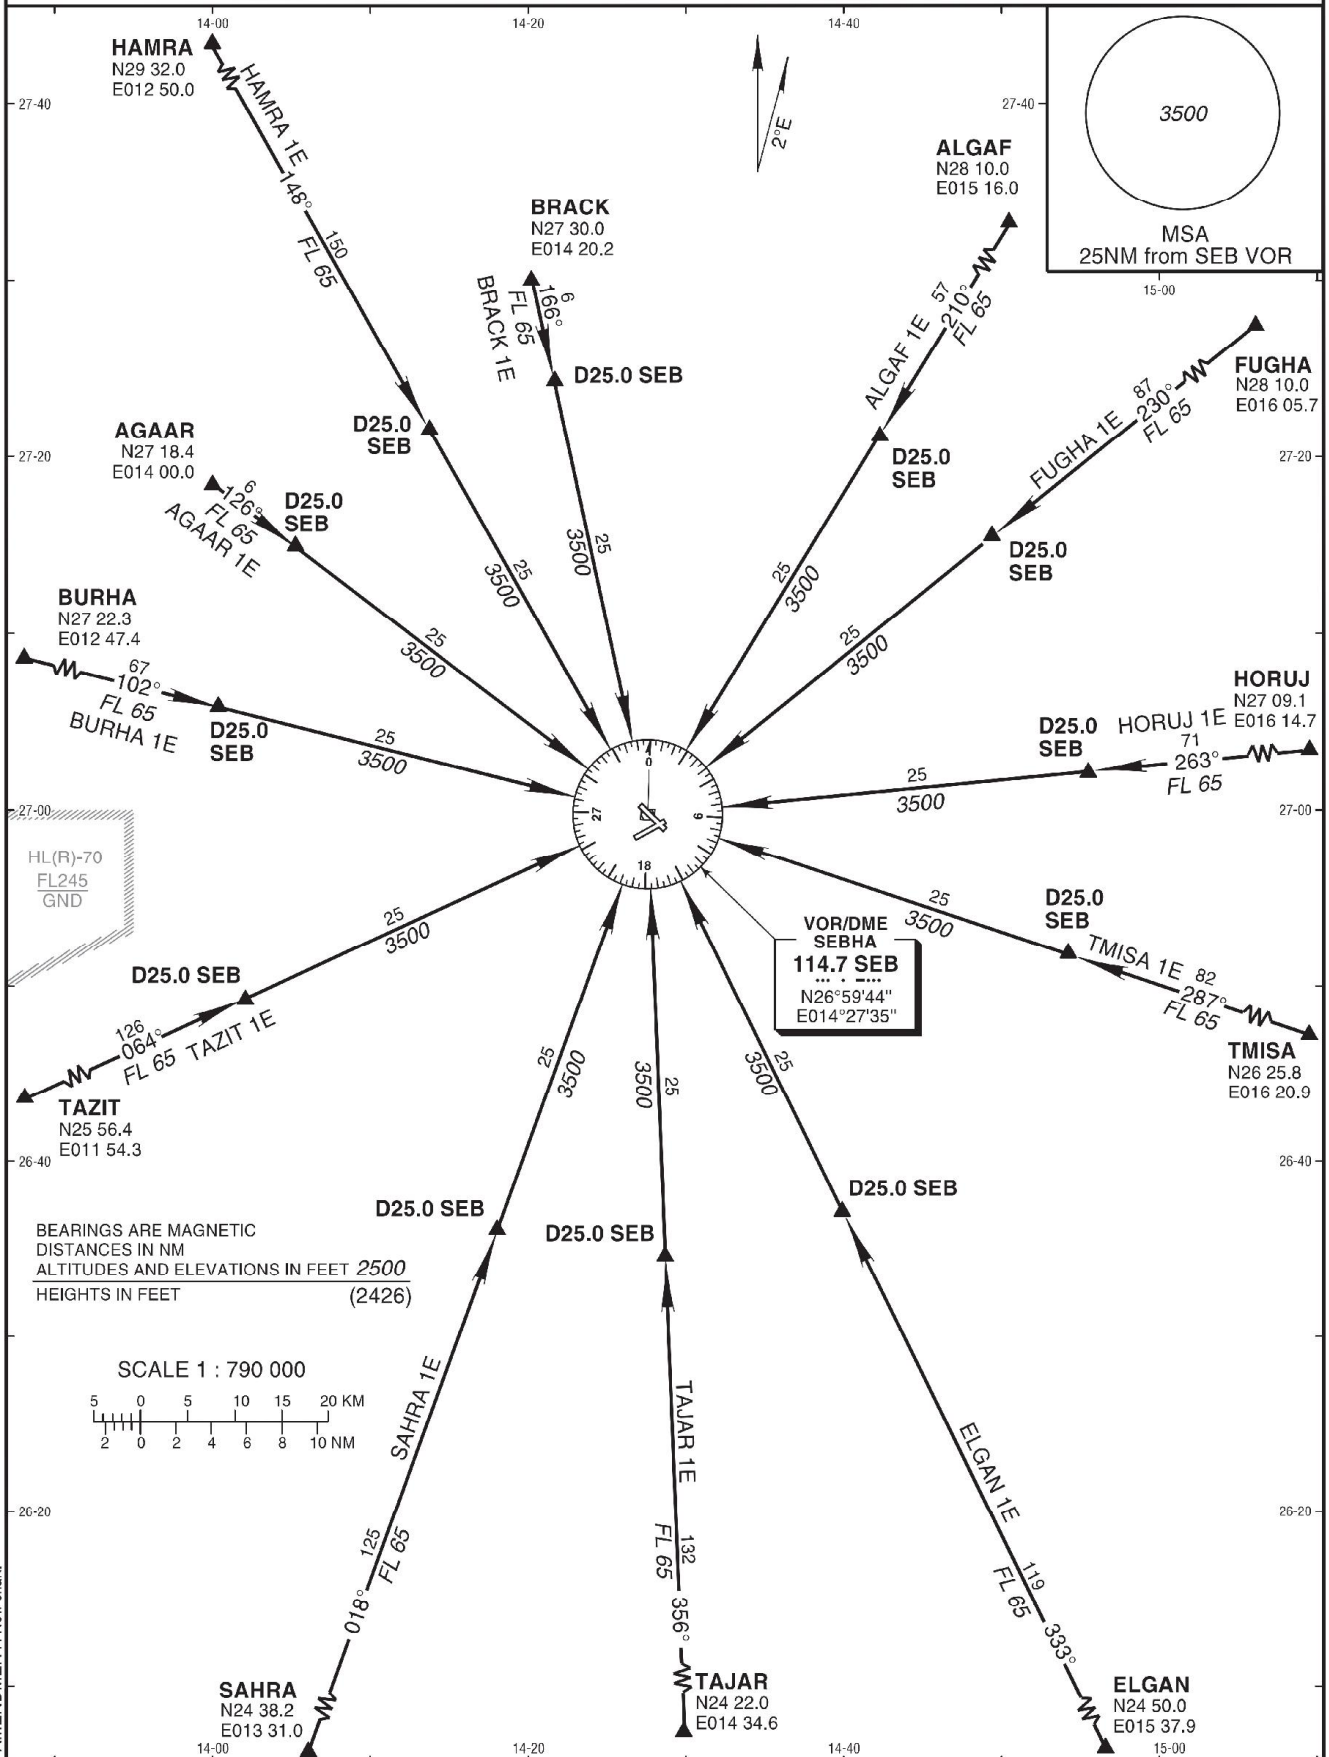 14-00
14-20
14-40
HAMRA
N29 32.0
E012 50.0
27-40
HAMRA 1E
148°
150
FL 65
2°E
27-40
3500
MSA
25NM from SEB VOR
15-00
ALGAF
N28 10.0
E015 16.0
57
210°
FL 65
ALGAF 1E
BRACK
N27 30.0
E014 20.2
6
166°
FL 65
BRACK 1E
D25.0 SEB
FUGHA
N28 10.0
E016 05.7
87
230°
FL 65
FUGHA 1E
D25.0
SEB
D25.0
SEB
D25.0
SEB
AGAAR
N27 18.4
E014 00.0
27-20
27-20
6
126°
FL 65
AGAAR 1E
D25.0
SEB
25
3500
25
3500
25
3500
25
3500
25
3500
BURHA
N27 22.3
E012 47.4
67
102°
FL 65
BURHA 1E
D25.0
SEB
25
3500
HORUJ
N27 09.1
E016 14.7
HORUJ 1E
71
263°
FL 65
D25.0
SEB
25
3500
0
27
9
18
27-00
27-00
HL(R)-70
FL245
GND
25
3500
D25.0 SEB
126
064°
FL 65
TAZIT 1E
TAZIT
N25 56.4
E011 54.3
VOR/DME
SEBHA
114.7 SEB
N26°59'44"
E014°27'35"
25
3500
D25.0
SEB
TMISA 1E
82
287°
FL 65
TMISA
N26 25.8
E016 20.9
25
3500
25
3500
25
3500
26-40
26-40
D25.0 SEB
D25.0 SEB
D25.0 SEB
BEARINGS ARE MAGNETIC
DISTANCES IN NM
ALTITUDES AND ELEVATIONS IN FEET 2500
HEIGHTS IN FEET (2426)
SCALE 1 : 790 000
5 0 5 10 15 20 KM
2 0 2 4 6 8 10 NM
SAHRA 1E
125
FL 65
018°
TAJAR 1E
132
FL 65
356°
ELGAN 1E
119
FL 65
333°
26-20
26-20
SAHRA
N24 38.2
E013 31.0
TAJAR
N24 22.0
E014 34.6
ELGAN
N24 50.0
E015 37.9
14-00
14-20
14-40
15-00